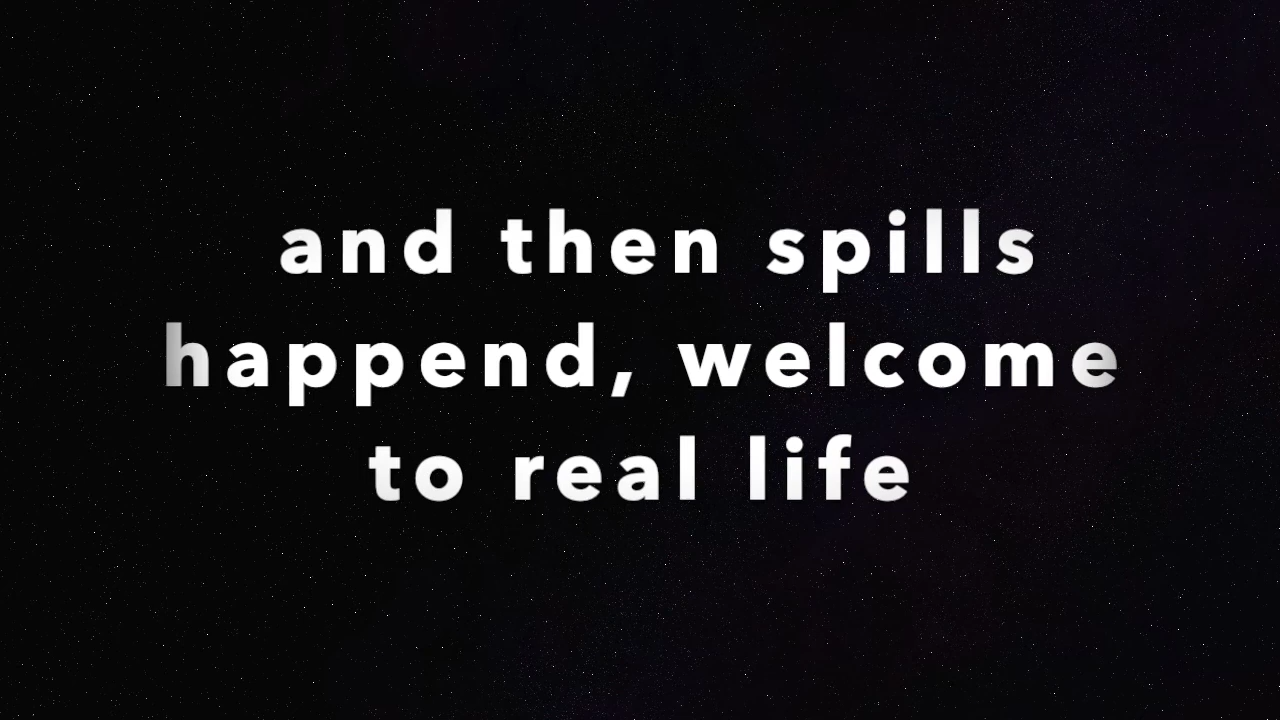 and then spills
happend, welcome
to real life